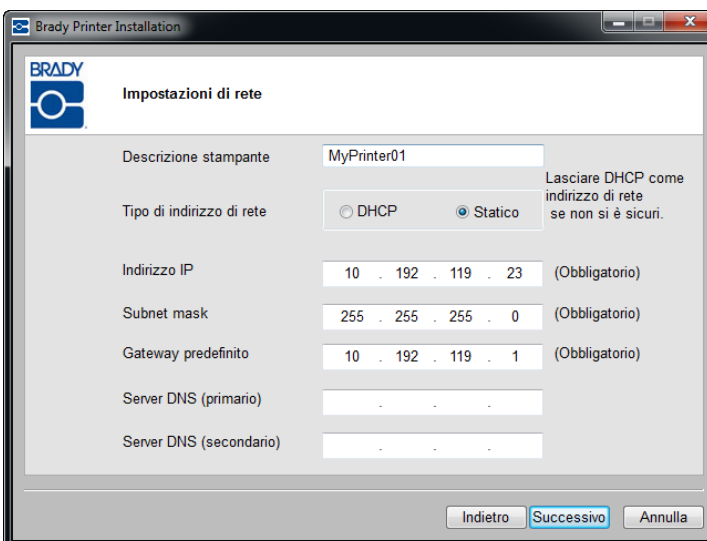 Brady Printer Installation
BRADY
Impostazioni di rete
Descrizione stampante MyPrinter01
Lasciare DHCP come
indirizzo di rete
se non si è sicuri.
Tipo di indirizzo di rete DHCP Statico
Indirizzo IP 10 . 192 . 119 . 23 (Obbligatorio)
Subnet mask 255 . 255 . 255 . 0 (Obbligatorio)
Gateway predefinito 10 . 192 . 119 . 1 (Obbligatorio)
Server DNS (primario) . . .
Server DNS (secondario) . . .
Indietro Successivo Annulla